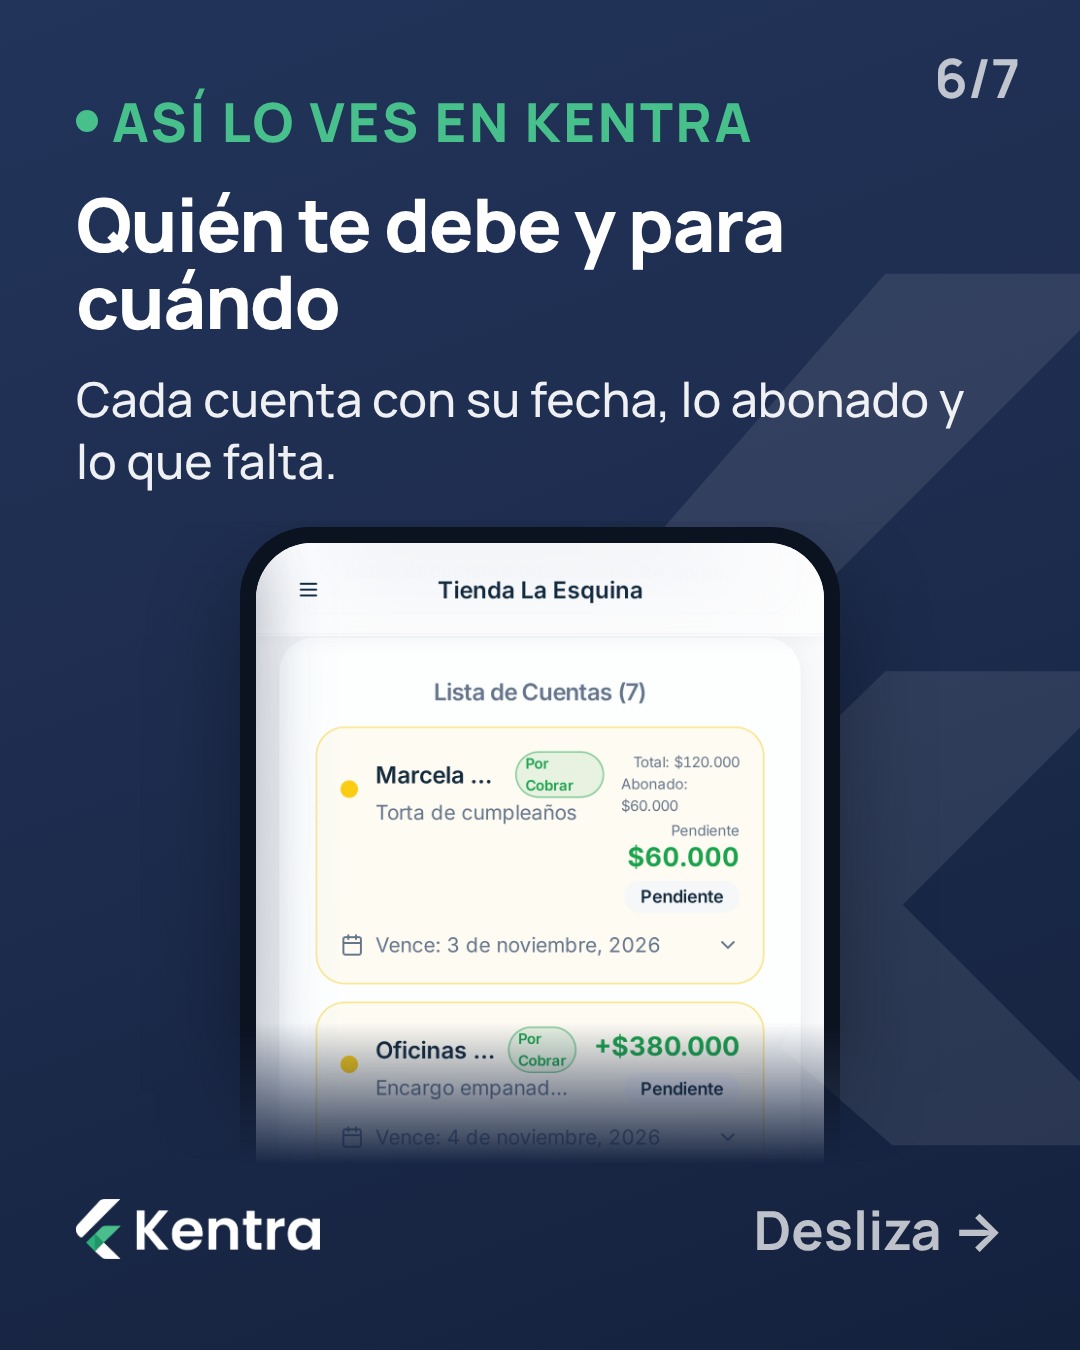 6/7
ASÍ LO VES EN KENTRA
Quién te debe y para
cuándo
Cada cuenta con su fecha, lo abonado y
lo que falta.
Tienda La Esquina
Lista de Cuentas (7)
Marcela ...
Por
Cobrar
Torta de cumpleaños
Total: $120.000
Abonado:
$60.000
Pendiente
$60.000
Pendiente
Vence: 3 de noviembre, 2026
Oficinas ...
Por
Cobrar
+$380.000
Encargo empanad...
Pendiente
Vence: 4 de noviembre, 2026
Kentra
Desliza →